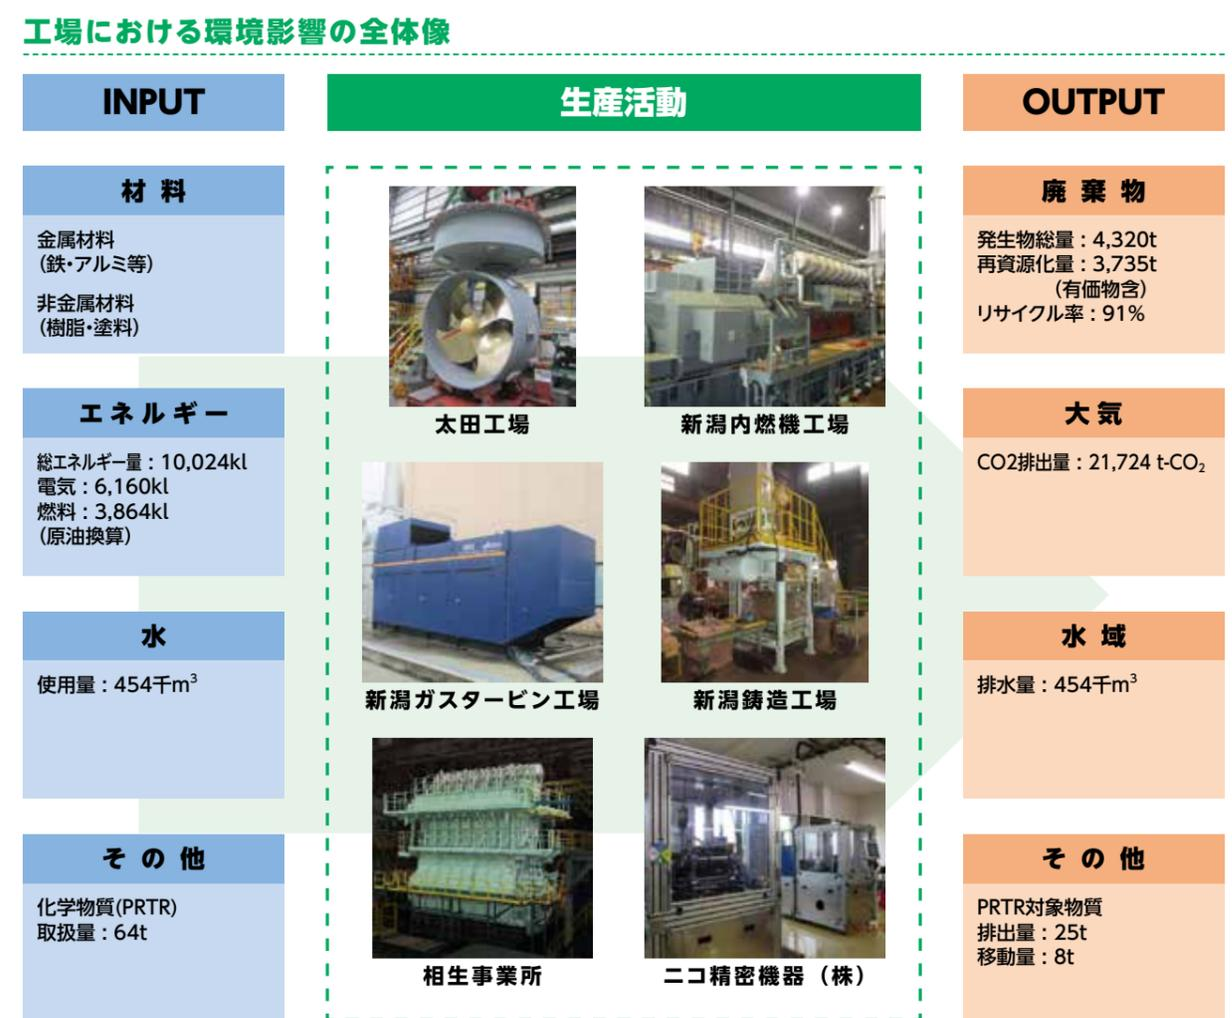 工場における環境影響の全体像
INPUT
生産活動
OUTPUT
材料
金属材料
（鉄・アルミ等）
非金属材料
（樹脂・塗料）
エネルギー
総エネルギー量：10,024kl
電気：6,160kl
燃料：3,864kl
（原油換算）
水
使用量：454千m³
その他
化学物質(PRTR)
取扱量：64t
太田工場
新潟内燃機工場
新潟ガスタービン工場
新潟鋳造工場
相生事業所
ニコ精密機器（株）
廃棄物
発生物総量：4,320t
再資源化量：3,735t
（有価物含）
リサイクル率：91%
大気
CO2排出量：21,724 t-CO₂
水域
排水量：454千m³
その他
PRTR対象物質
排出量：25t
移動量：8t